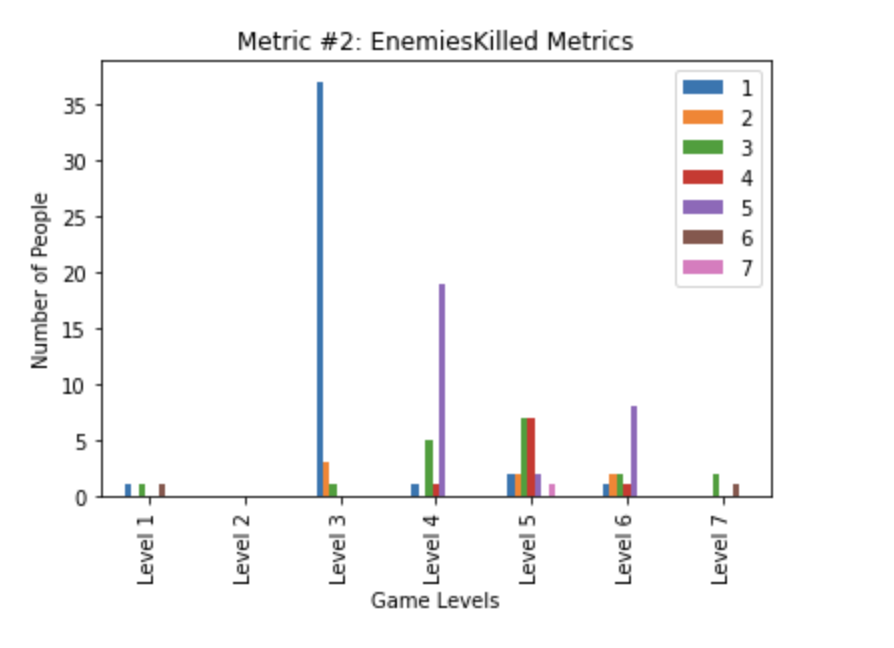 Metric #2: EnemiesKilled Metrics
35
30
25
20
15
10
5
0
Number of People
1
2
3
4
5
6
7
Level 1
Level 2
Level 3
Level 4
Level 5
Level 6
Level 7
Game Levels